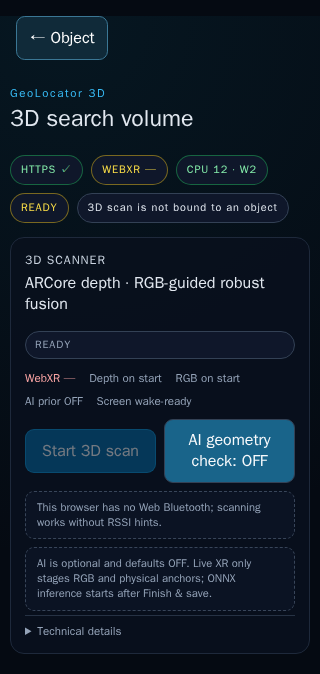 ← Object
GeoLocator 3D
3D search volume
HTTPS ✓ WEBXR — CPU 12 · W2
READY 3D scan is not bound to an object
3D SCANNER
ARCore depth · RGB-guided robust
fusion
READY
WebXR — Depth on start RGB on start
AI prior OFF Screen wake-ready
Start 3D scan
AI geometry
check: OFF
This browser has no Web Bluetooth; scanning
works without RSSI hints.
AI is optional and defaults OFF. Live XR only
stages RGB and physical anchors; ONNX
inference starts after Finish & save.
▶ Technical details